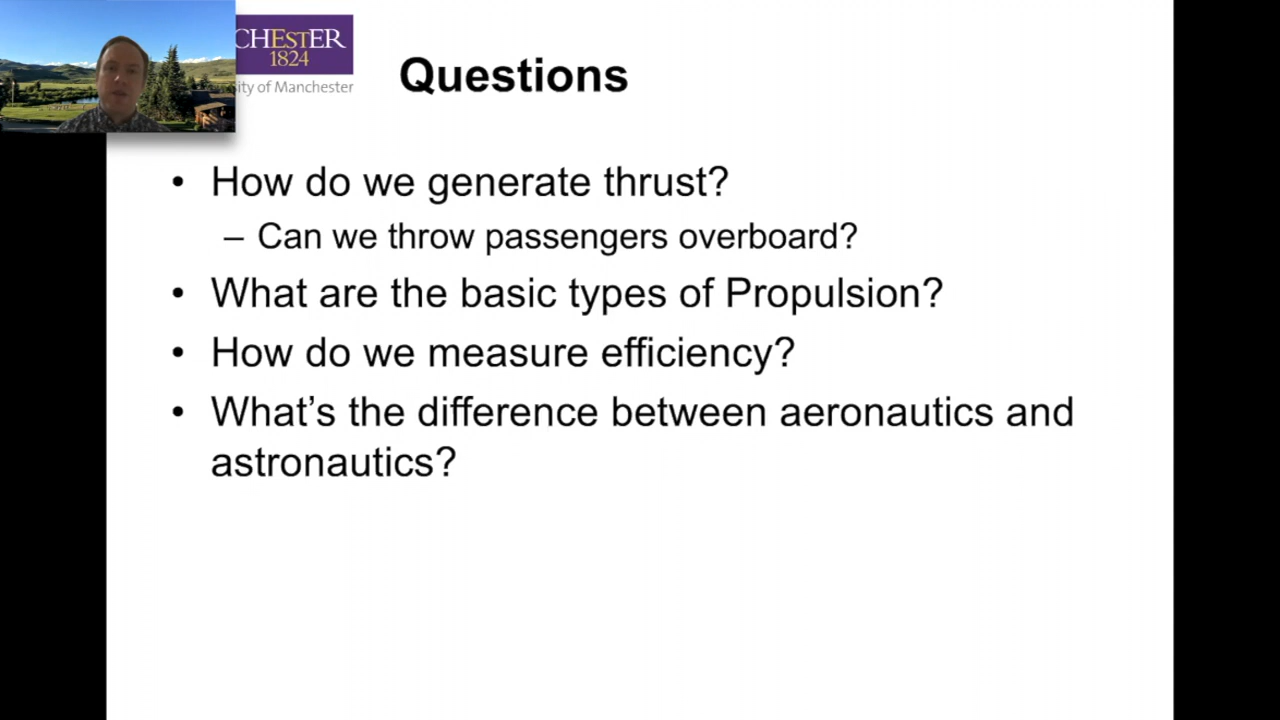 CHESTER
1824
ity of Manchester
Questions
• How do we generate thrust?
– Can we throw passengers overboard?
• What are the basic types of Propulsion?
• How do we measure efficiency?
• What's the difference between aeronautics and
astronautics?